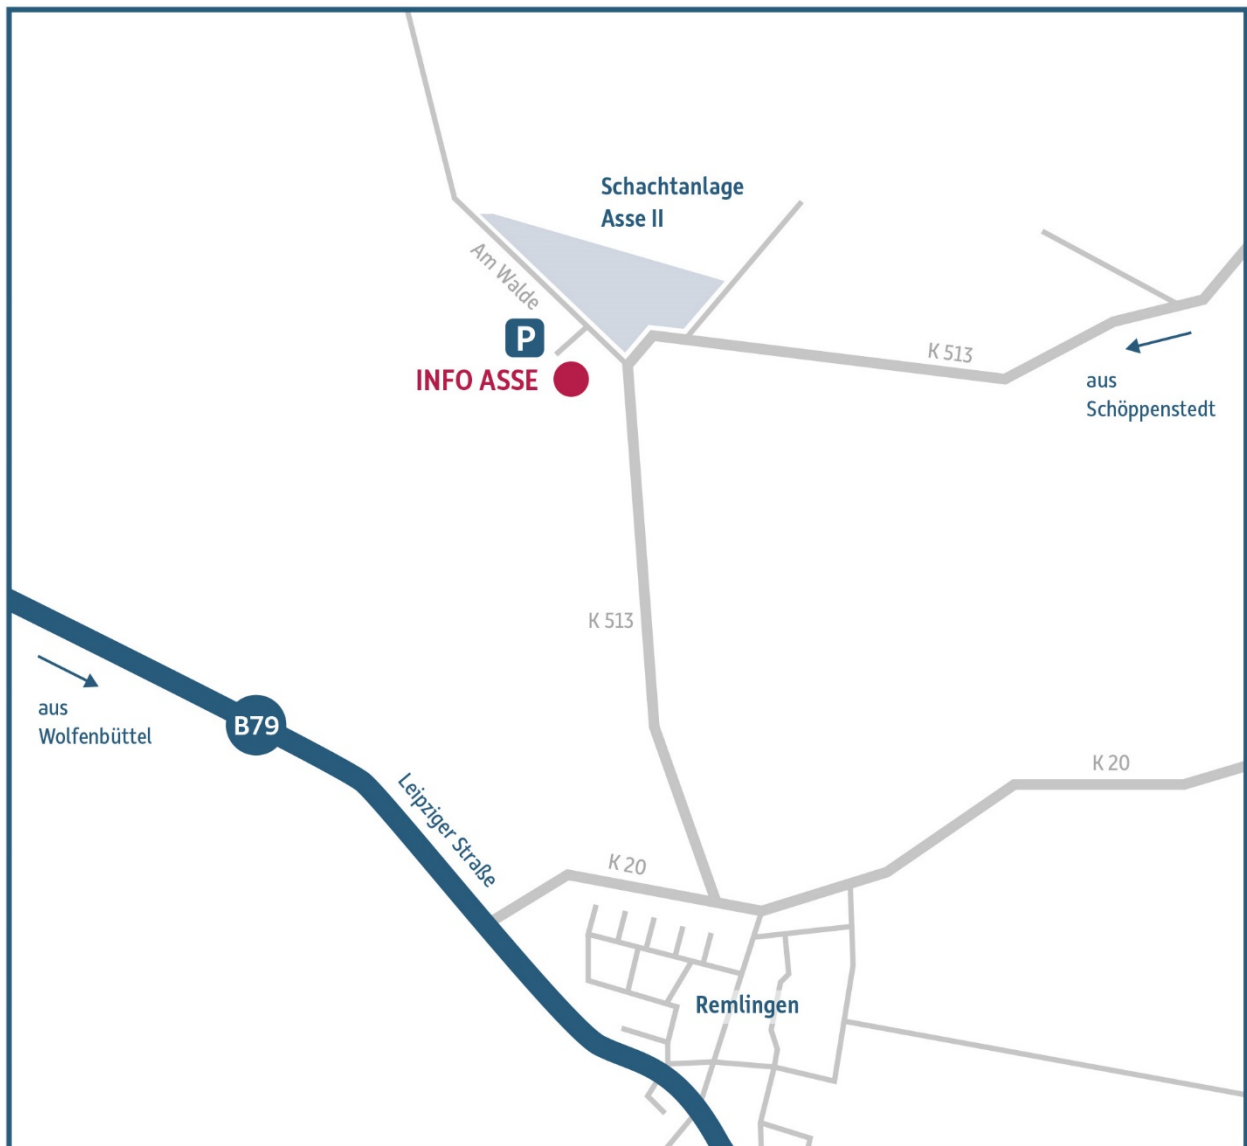 Schachtanlage
Asse II
Am Walde
P
INFO ASSE
K 513
aus
Schöppenstedt
K 513
aus
Wolfenbüttel
B79
Leipziger Straße
K 20
K 20
Remlingen